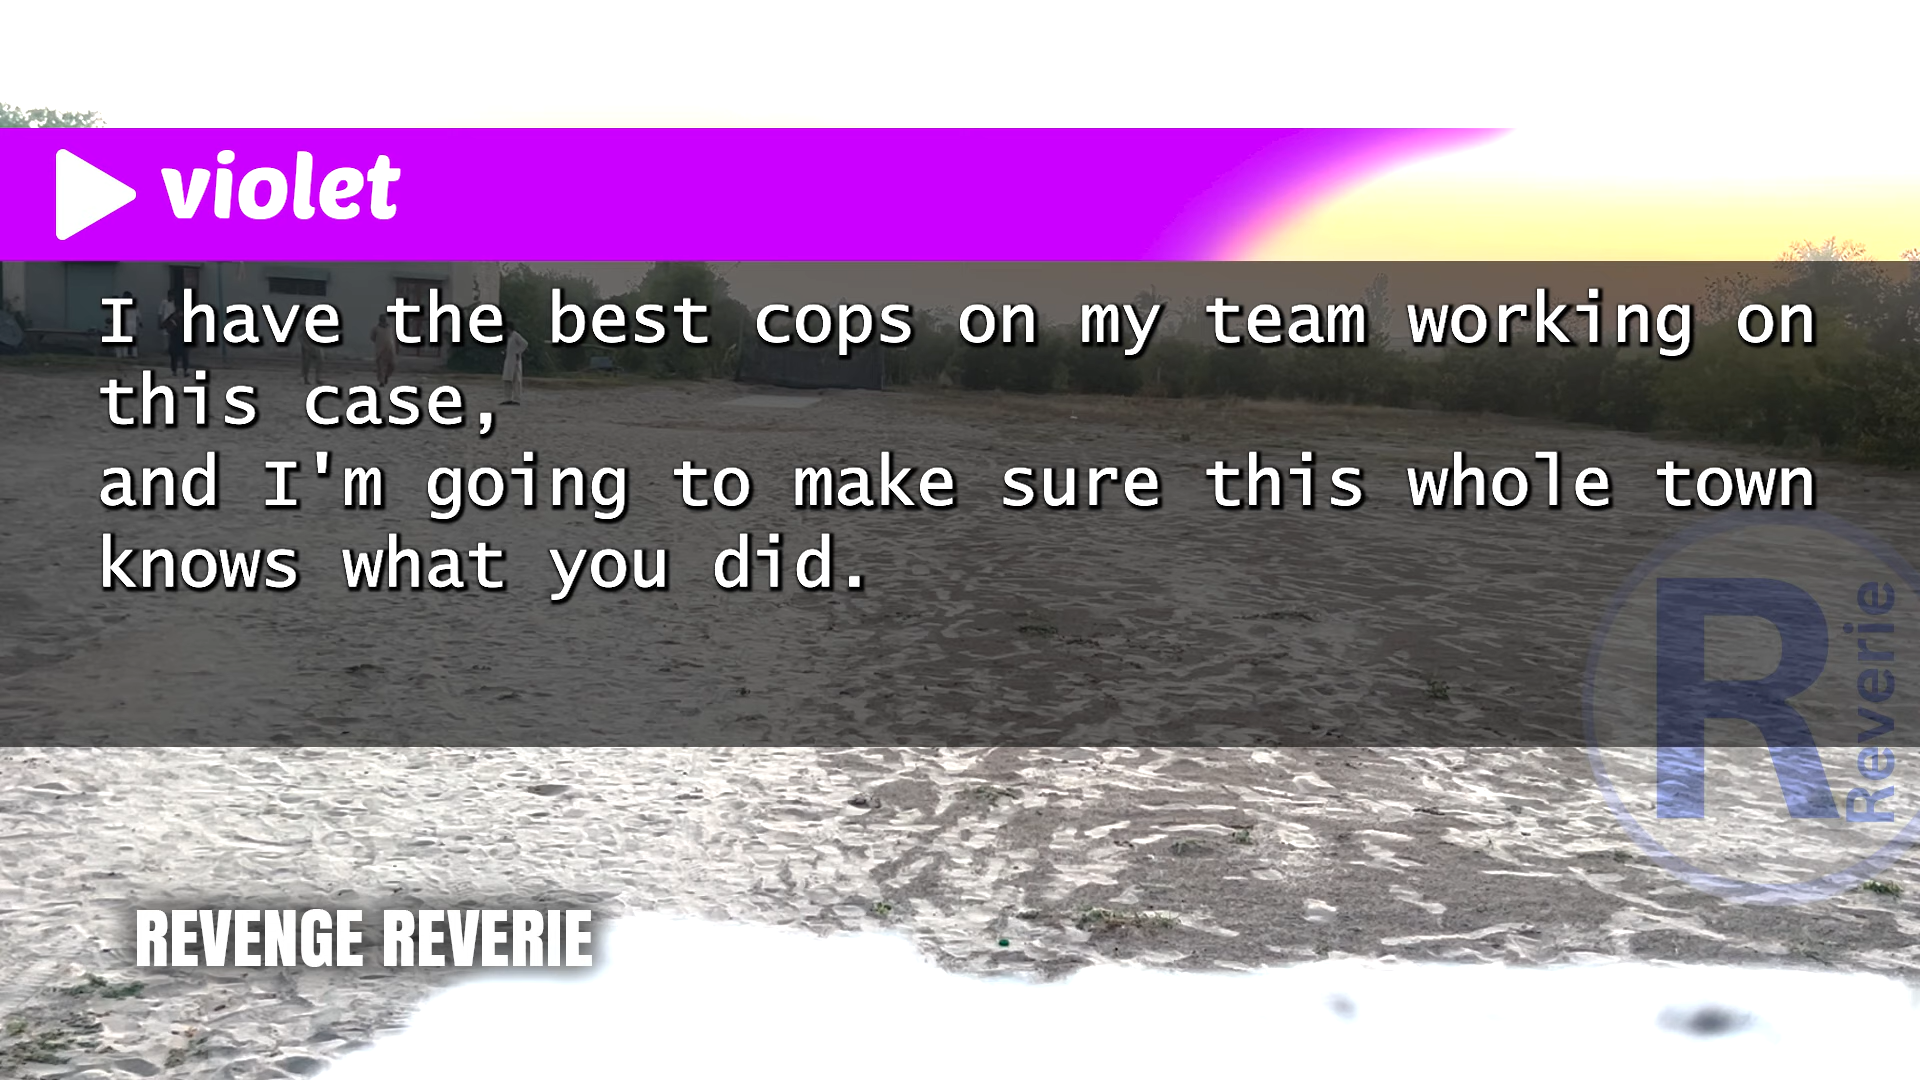 violet
I have the best cops on my team working on
this case,
and I'm going to make sure this whole town
knows what you did.
R
Reverie
REVENGE REVERIE